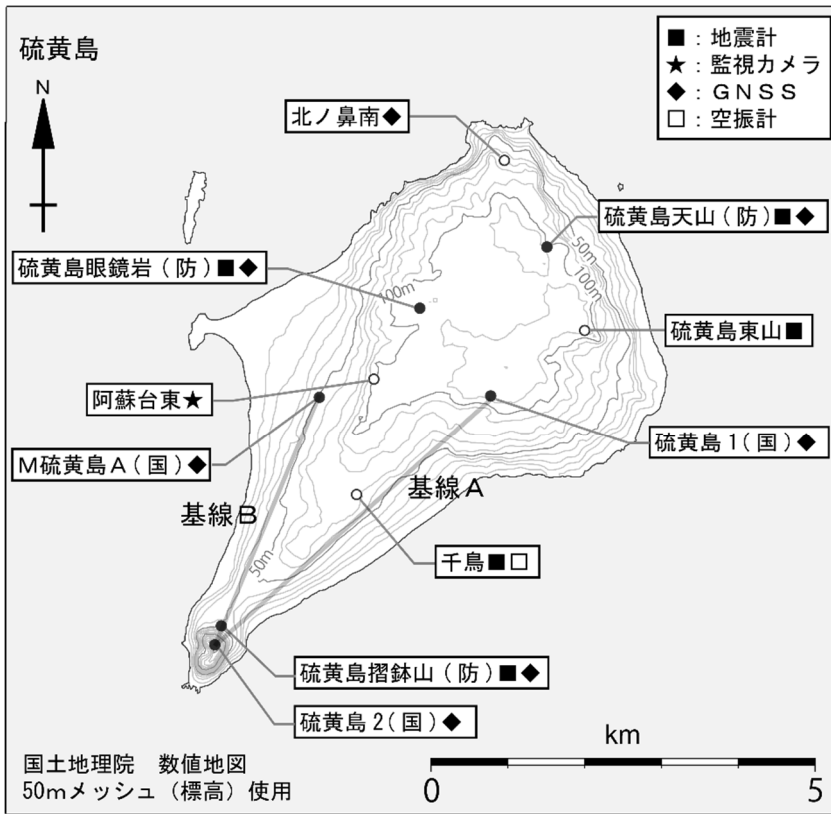 硫黄島
N
■：地震計
★：監視カメラ
◆：ＧＮＳＳ
□：空振計
北ノ鼻南◆
硫黄島天山（防）■◆
50m
100m
硫黄島眼鏡岩（防）■◆
100m
硫黄島東山■
阿蘇台東★
硫黄島1（国）◆
Ｍ硫黄島Ａ（国）◆
基線Ａ
基線Ｂ
千鳥■□
50m
硫黄島摺鉢山（防）■◆
硫黄島2（国）◆
km
国土地理院　数値地図
50mメッシュ（標高）使用
0
5